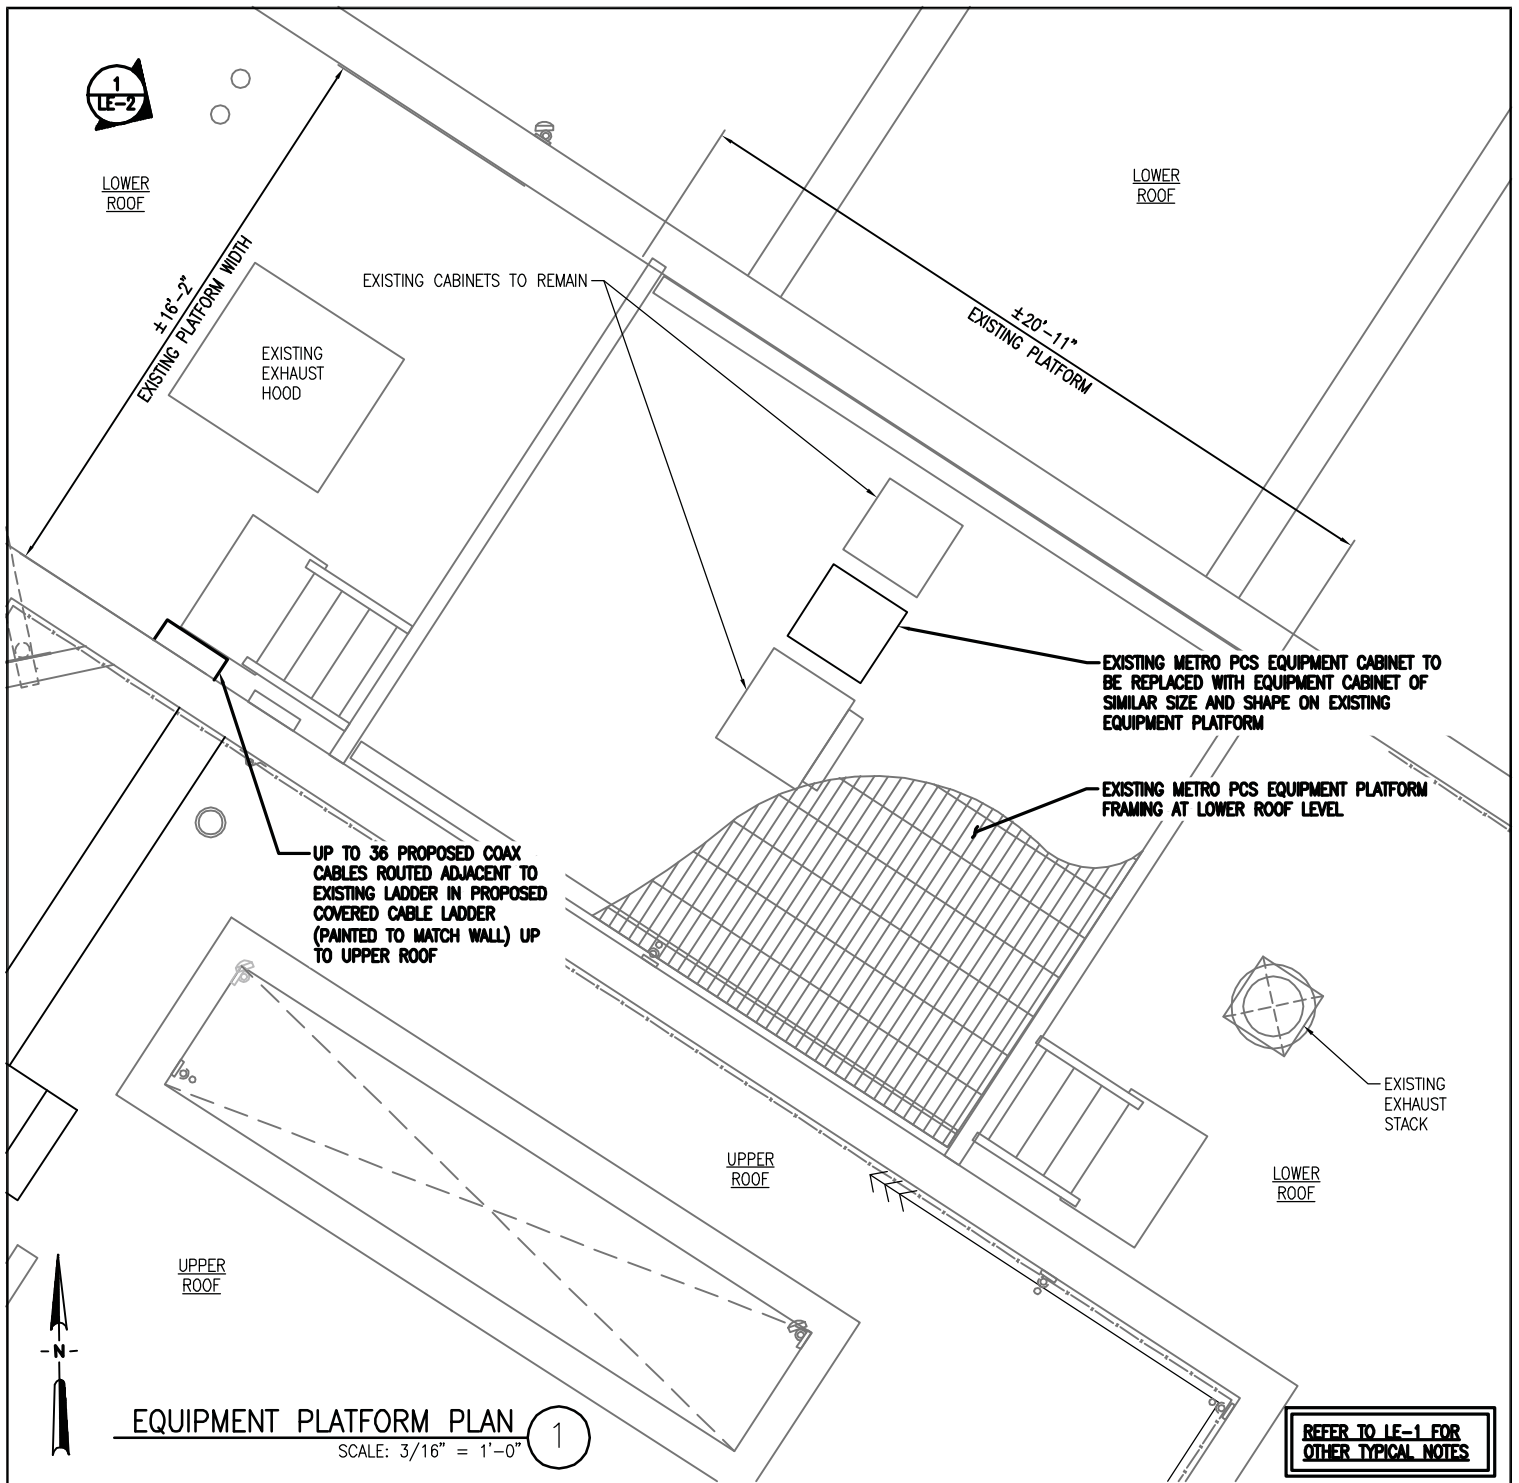 1
LE-2
LOWER
ROOF
LOWER
ROOF
±16'-2"
EXISTING PLATFORM WIDTH
EXISTING CABINETS TO REMAIN
±20'-11"
EXISTING PLATFORM
EXISTING
EXHAUST
HOOD
EXISTING METRO PCS EQUIPMENT CABINET TO
BE REPLACED WITH EQUIPMENT CABINET OF
SIMILAR SIZE AND SHAPE ON EXISTING
EQUIPMENT PLATFORM
EXISTING METRO PCS EQUIPMENT PLATFORM
FRAMING AT LOWER ROOF LEVEL
UP TO 36 PROPOSED COAX
CABLES ROUTED ADJACENT TO
EXISTING LADDER IN PROPOSED
COVERED CABLE LADDER
(PAINTED TO MATCH WALL) UP
TO UPPER ROOF
EXISTING
EXHAUST
STACK
UPPER
ROOF
LOWER
ROOF
UPPER
ROOF
-N-
EQUIPMENT PLATFORM PLAN
1
SCALE: 3/16" = 1'-0"
REFER TO LE-1 FOR
OTHER TYPICAL NOTES